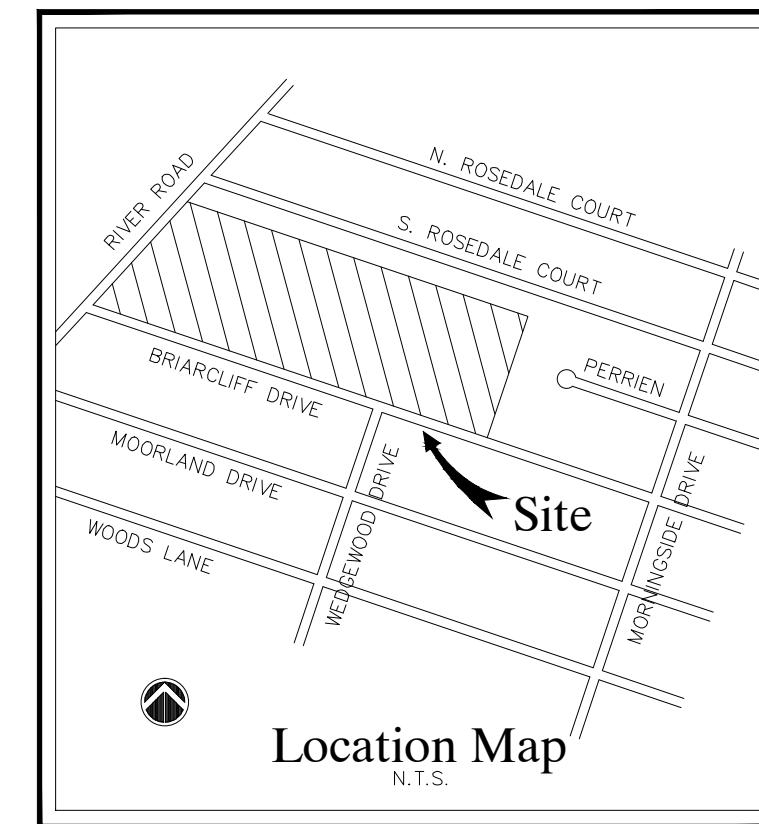 N. ROSEDALE COURT
RIVER ROAD
S. ROSEDALE COURT
PERRIEN
BRIARCLIFF DRIVE
MOORLAND DRIVE
WEDGEWOOD DRIVE
MORNINGSIDE DRIVE
Site
WOODS LANE
Location Map
N.T.S.